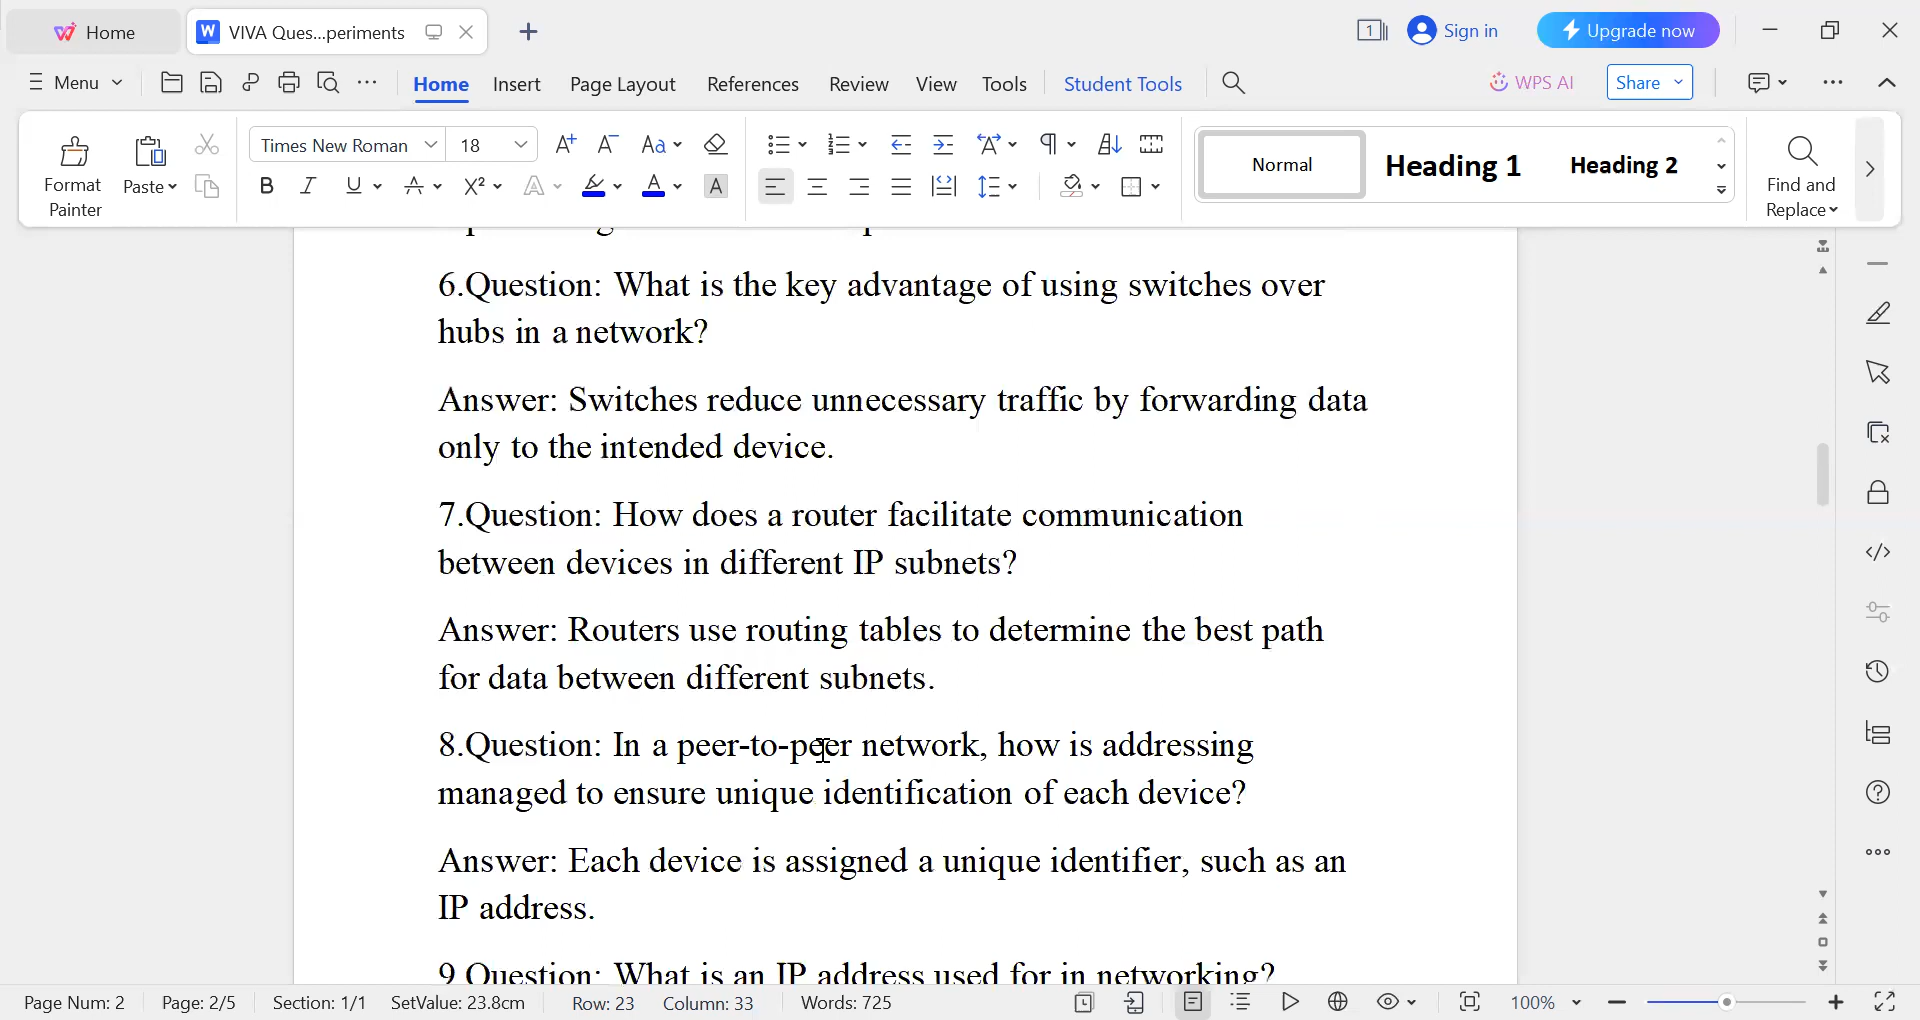 Home
VIVA Ques...periments
1
Sign in
Upgrade now
Menu
Home
Insert
Page Layout
References
Review
View
Tools
Student Tools
WPS AI
Share
Format
Painter
Paste
Times New Roman
18
Normal
Heading 1
Heading 2
Find and
Replace
6.Question: What is the key advantage of using switches over
hubs in a network?
Answer: Switches reduce unnecessary traffic by forwarding data
only to the intended device.
7.Question: How does a router facilitate communication
between devices in different IP subnets?
Answer: Routers use routing tables to determine the best path
for data between different subnets.
8.Question: In a peer-to-peer network, how is addressing
managed to ensure unique identification of each device?
Answer: Each device is assigned a unique identifier, such as an
IP address.
9.Question: What is an IP address used for in networking?
Page Num: 2
Page: 2/5
Section: 1/1
SetValue: 23.8cm
Row: 23
Column: 33
Words: 725
100%